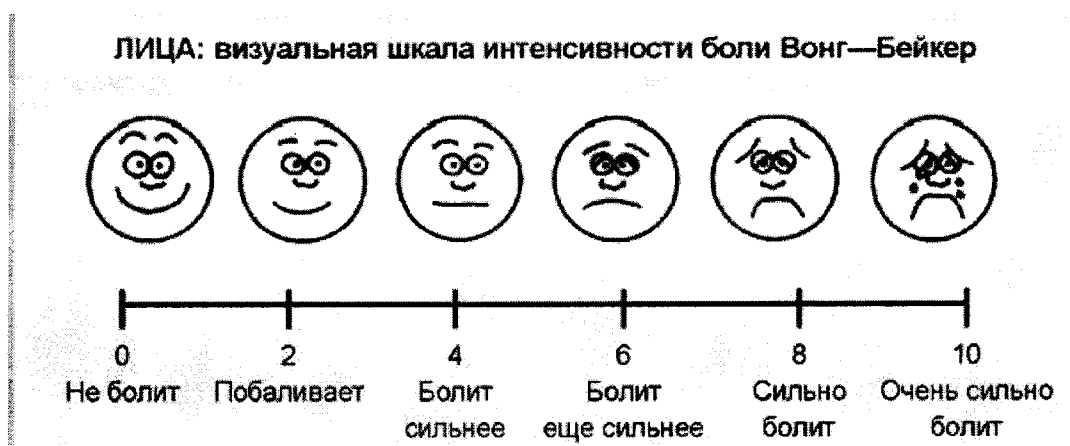 ЛИЦА: визуальная шкала интенсивности боли Вонг—Бейкер
0 2 4 6 8 10
Не болит Побаливает Болит Болит Сильно Очень сильно
сильнее еще сильнее болит болит